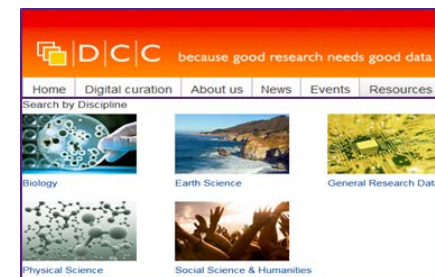 D|C|C because good research needs good data
Home Digital curation About us News Events Resources
Search by Discipline
Biology Earth Science General Research Dat
Physical Science Social Science & Humanities